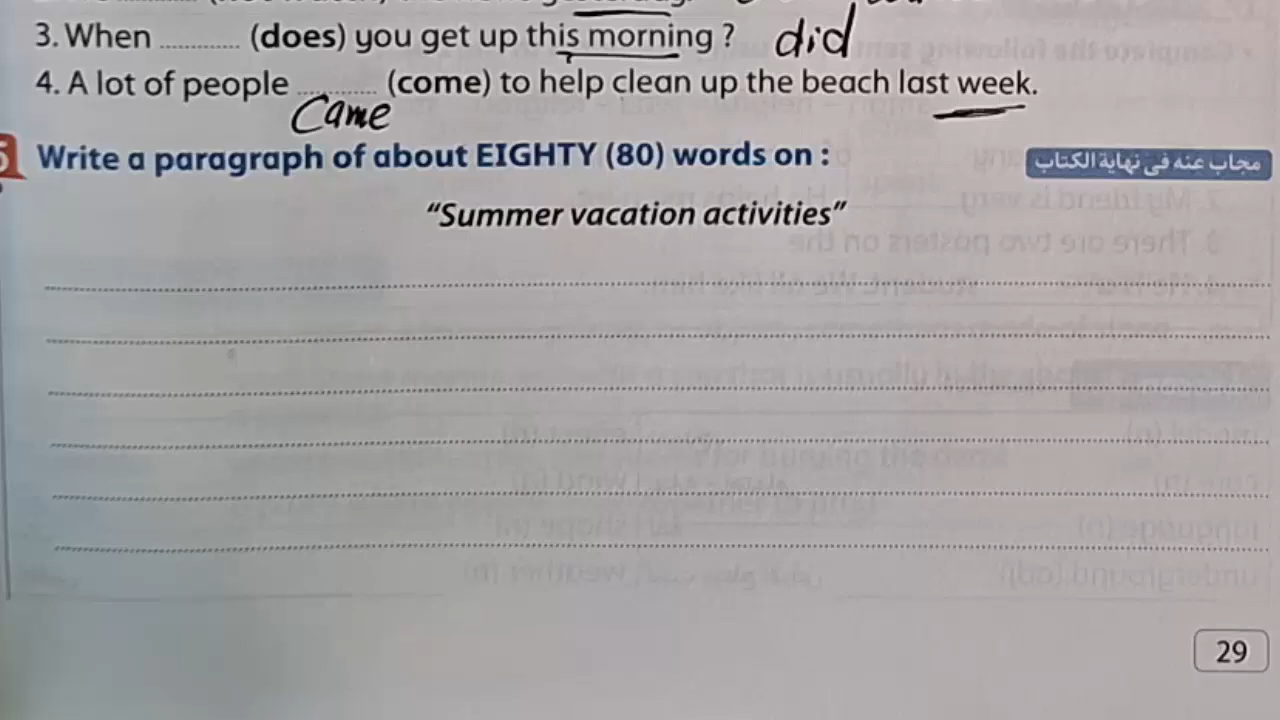 yesterday.
3. When ............ (does) you get up this morning ? did
4. A lot of people ............ (come) to help clean up the beach last week.
Came
Write a paragraph of about EIGHTY (80) words on :
مجاب عنه فى نهاية الكتاب
“Summer vacation activities”
29